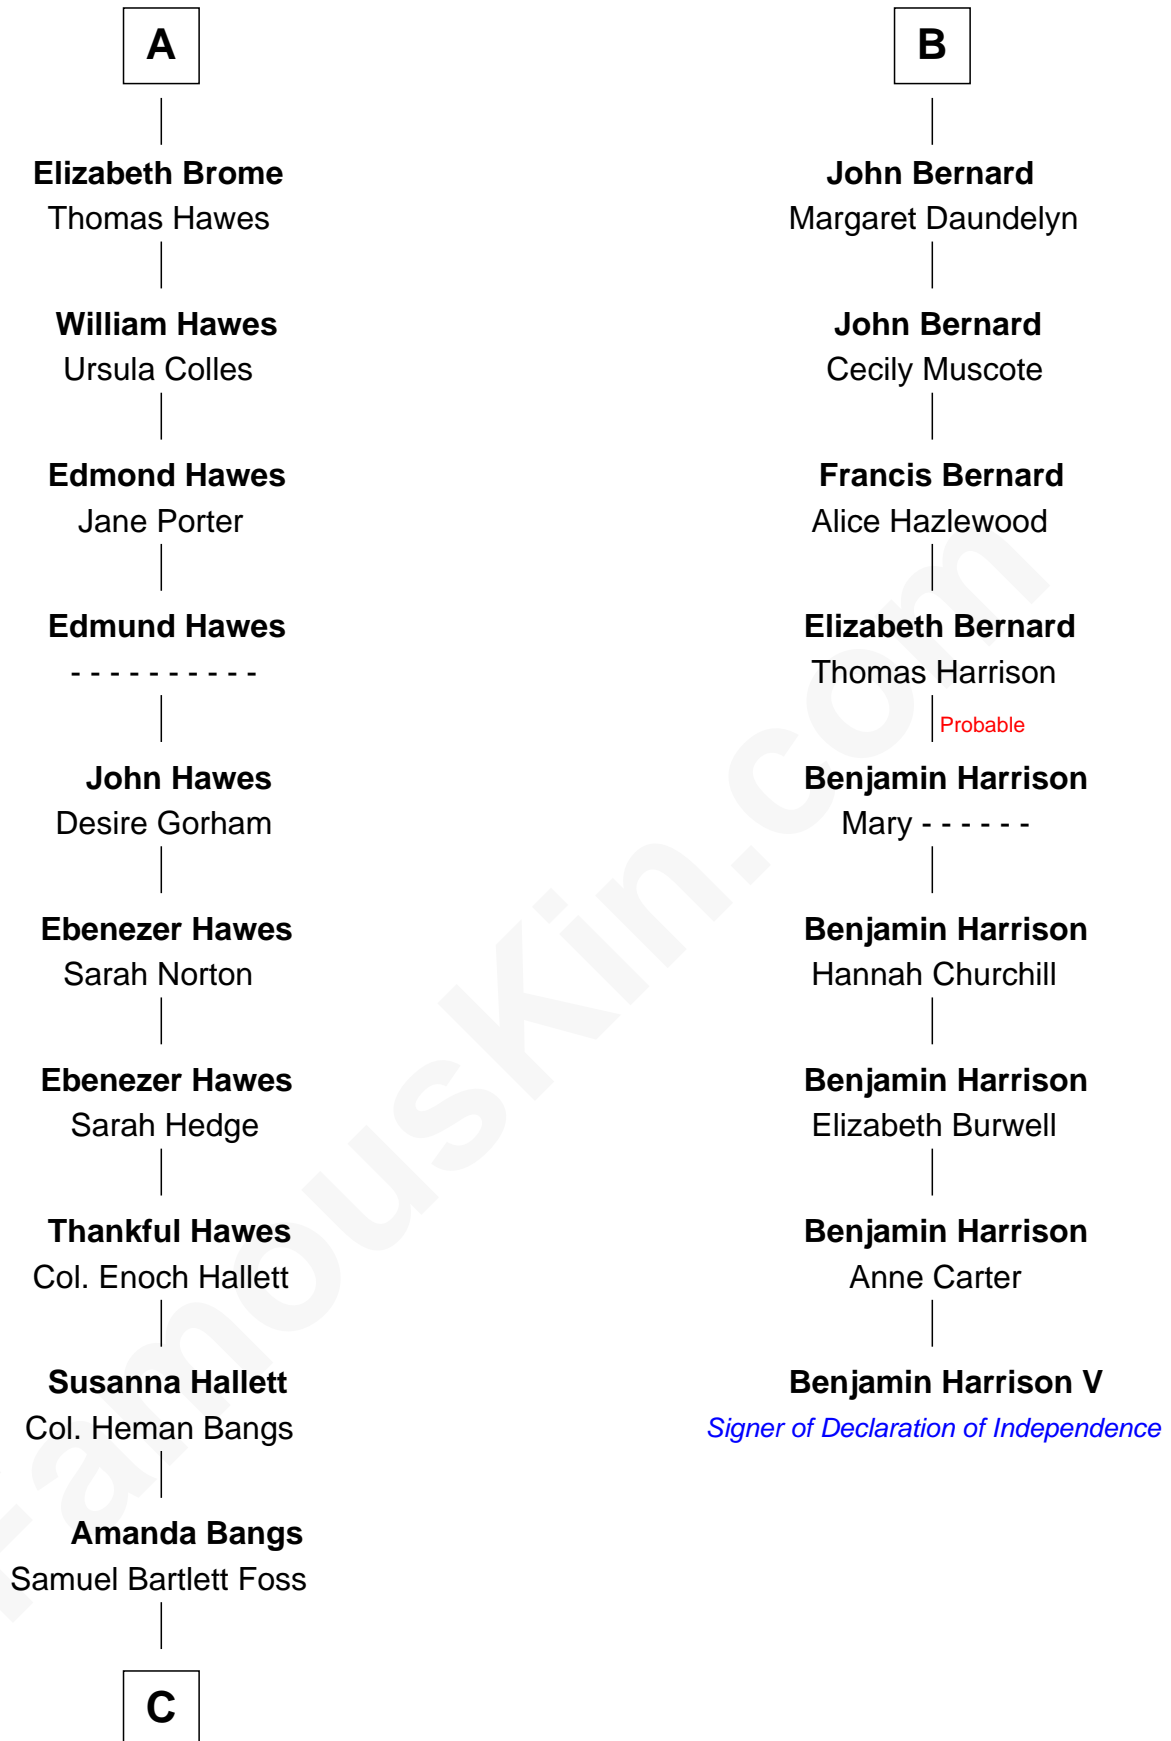 A
Elizabeth Brome
Thomas Hawes
William Hawes
Ursula Colles
Edmond Hawes
Jane Porter
Edmund Hawes
- - - - - - - - - -
John Hawes
Desire Gorham
Ebenezer Hawes
Sarah Norton
Ebenezer Hawes
Sarah Hedge
Thankful Hawes
Col. Enoch Hallett
Susanna Hallett
Col. Heman Bangs
Amanda Bangs
Samuel Bartlett Foss
C
B
John Bernard
Margaret Daundelyn
John Bernard
Cecily Muscote
Francis Bernard
Alice Hazlewood
Elizabeth Bernard
Thomas Harrison
Probable
Benjamin Harrison
Mary - - - - - -
Benjamin Harrison
Hannah Churchill
Benjamin Harrison
Elizabeth Burwell
Benjamin Harrison
Anne Carter
Benjamin Harrison V
Signer of Declaration of Independence
FamousKin.com